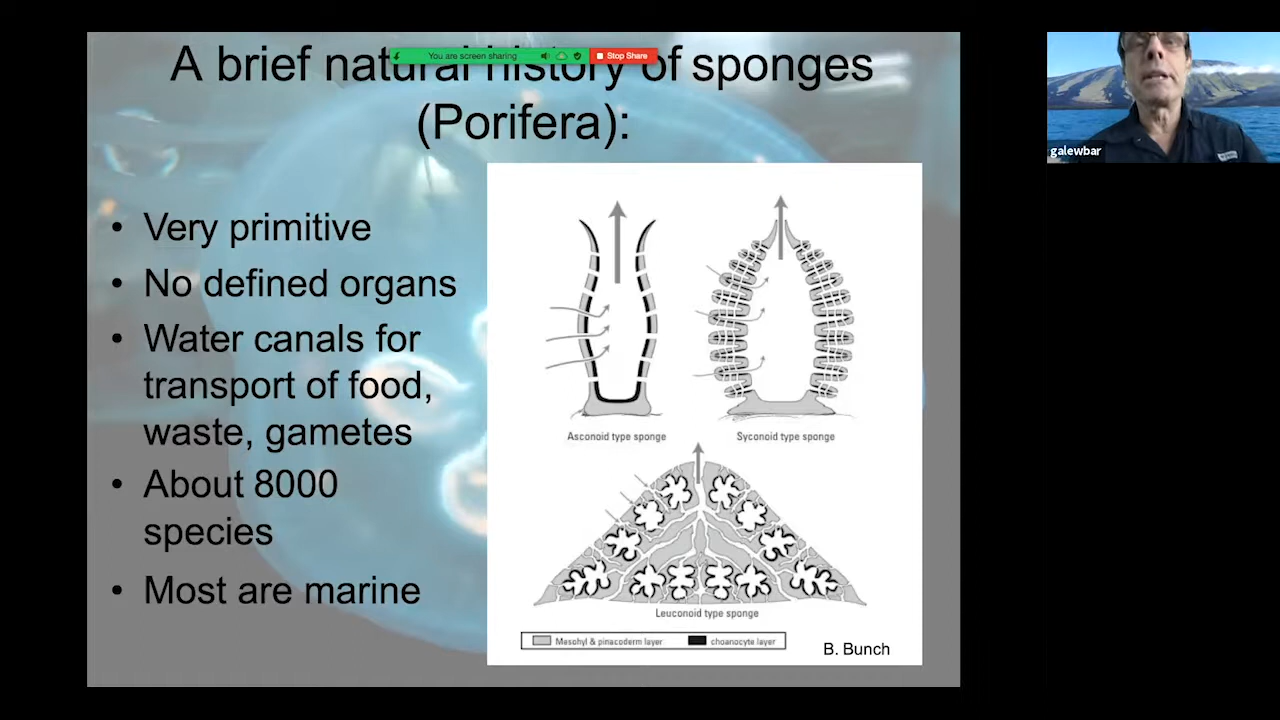 A brief natural history of sponges
(Porifera):
You are screen sharing
Stop Share
galewbar
• Very primitive
• No defined organs
• Water canals for
transport of food,
waste, gametes
• About 8000
species
• Most are marine
Asconoid type sponge
Syconoid type sponge
Leuconoid type sponge
Mesohyl & pinacoderm layer
choanocyte layer
B. Bunch